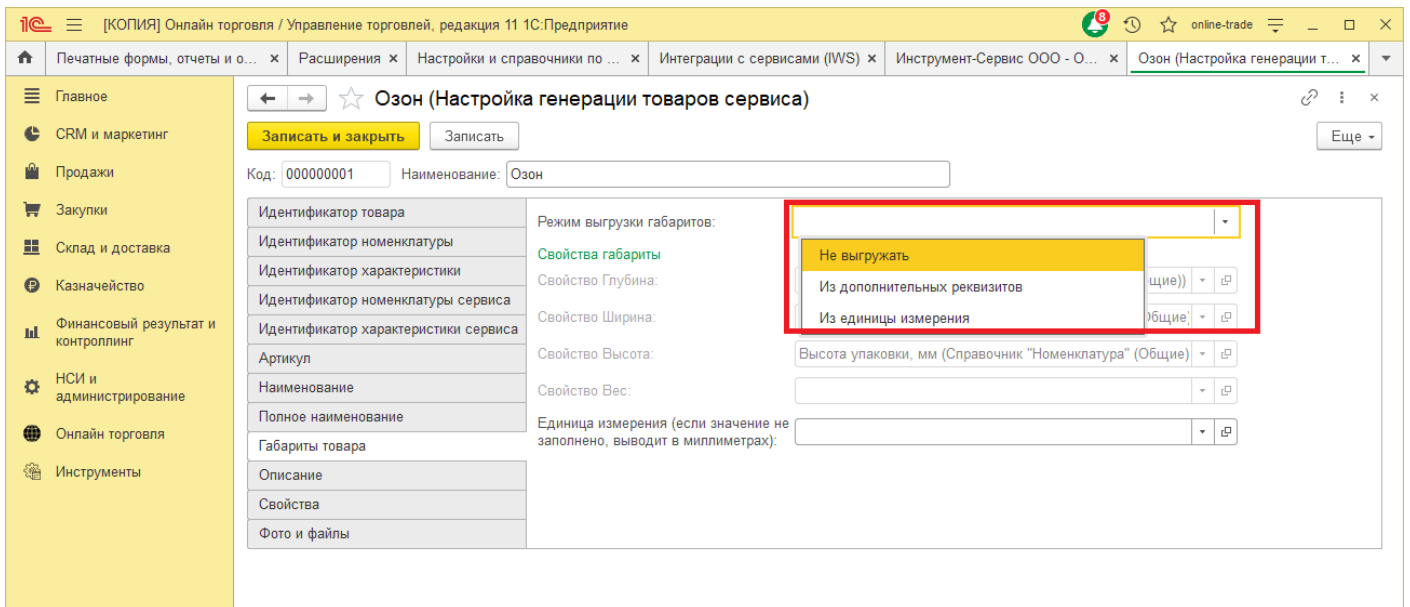 1С [КОПИЯ] Онлайн торговля / Управление торговлей, редакция 11 1С:Предприятие 8 online-trade
Печатные формы, отчеты и о... Расширения Настройки и справочники по ... Интеграции с сервисами (IWS) Инструмент-Сервис ООО - О... Озон (Настройка генерации т...
Главное
CRM и маркетинг
Продажи
Закупки
Склад и доставка
Казначейство
Финансовый результат и
контроллинг
НСИ и
администрирование
Онлайн торговля
Инструменты
Озон (Настройка генерации товаров сервиса)
Записать и закрыть Записать Еще
Код: 000000001 Наименование: Озон
Идентификатор товара
Идентификатор номенклатуры
Идентификатор характеристики
Идентификатор номенклатуры сервиса
Идентификатор характеристики сервиса
Артикул
Наименование
Полное наименование
Габариты товара
Описание
Свойства
Фото и файлы
Режим выгрузки габаритов:
Не выгружать
Из дополнительных реквизитов
Из единицы измерения
Свойства габариты
Свойство Глубина: щие))
Свойство Ширина: Общие)
Свойство Высота: Высота упаковки, мм (Справочник "Номенклатура" (Общие)
Свойство Вес:
Единица измерения (если значение не
заполнено, выводит в миллиметрах):